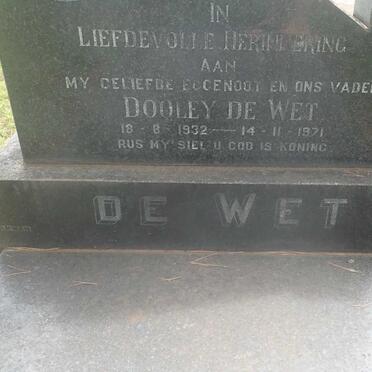 IN
LIEFDEVOLLE HERINNERING
AAN
MY GELIEFDE EGGENOOT EN ONS VADER
DOOLEY DE WET
18 - 8 - 1932 — 14 - 11 - 1971
RUS MY SIEL U GOD IS KONING
DE WET